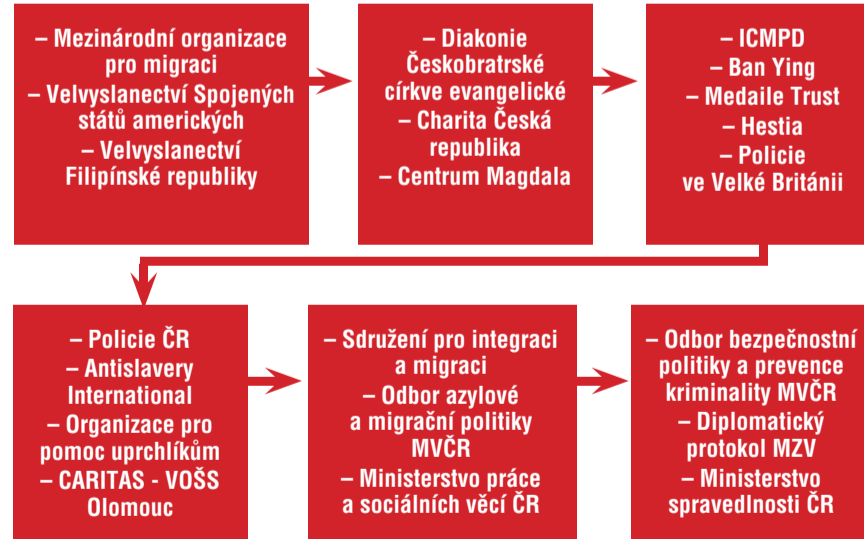 – Mezinárodní organizace
pro migraci
– Velvyslanectví Spojených
států amerických
– Velvyslanectví
Filipínské republiky
– Diakonie
Českobratrské
církve evangelické
– Charita Česká
republika
– Centrum Magdala
– ICMPD
– Ban Ying
– Medaile Trust
– Hestia
– Policie
ve Velké Británii
– Policie ČR
– Antislavery
International
– Organizace pro
pomoc uprchlíkům
– CARITAS - VOŠS
Olomouc
– Sdružení pro integraci
a migraci
– Odbor azylové
a migrační politiky
MVČR
– Ministerstvo práce
a sociálních věcí ČR
– Odbor bezpečnostní
politiky a prevence
kriminality MVČR
– Diplomatický
protokol MZV
– Ministerstvo
spravedlnosti ČR